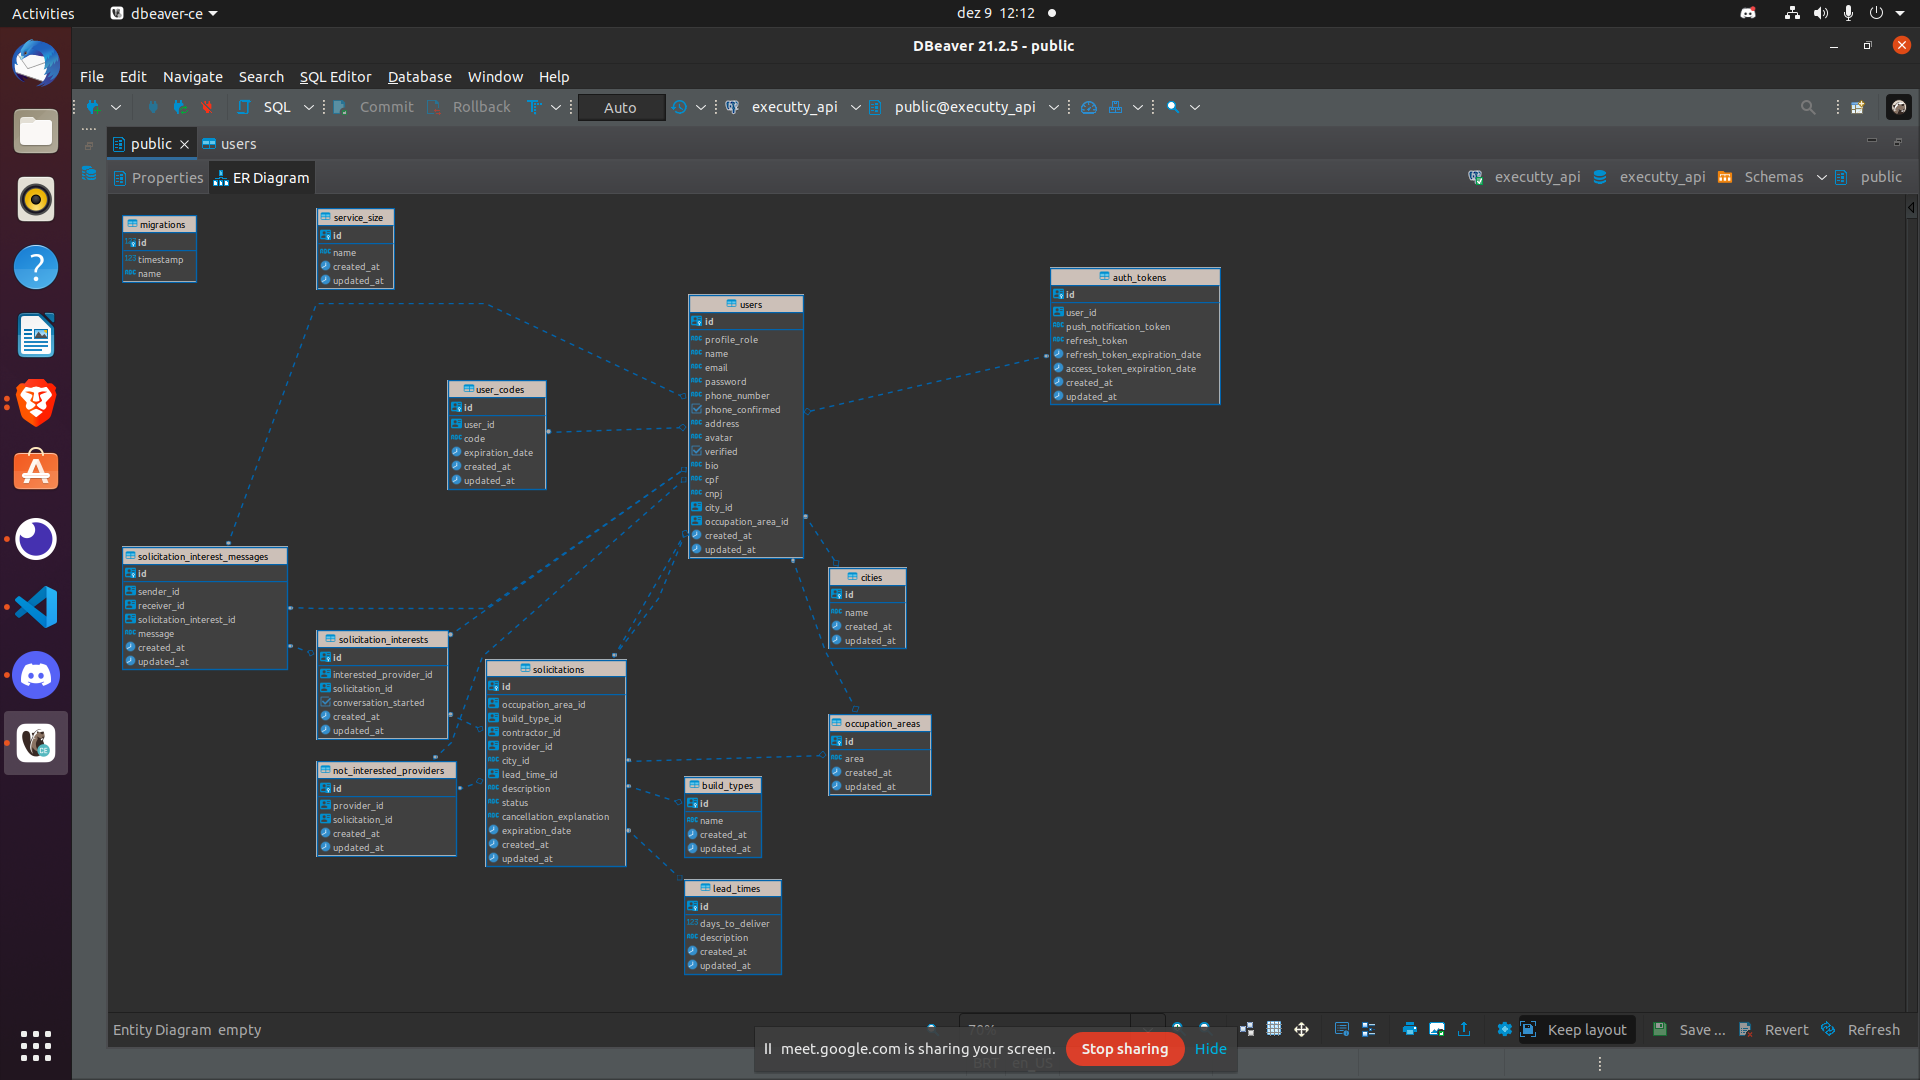 Activities
dbeaver-ce
dez 9 12:12
DBeaver 21.2.5 - public
File Edit Navigate Search SQL Editor Database Window Help
SQL Commit Rollback Auto executty_api public@executty_api
public users
Properties ER Diagram executty_api executty_api Schemas public
migrations
id
timestamp
name
service_size
id
name
created_at
updated_at
users
id
profile_role
name
email
password
phone_number
phone_confirmed
address
avatar
verified
bio
cpf
cnpj
city_id
occupation_area_id
created_at
updated_at
auth_tokens
id
user_id
push_notification_token
refresh_token
refresh_token_expiration_date
access_token_expiration_date
created_at
updated_at
user_codes
id
user_id
code
expiration_date
created_at
updated_at
solicitation_interest_messages
id
sender_id
receiver_id
solicitation_interest_id
message
created_at
updated_at
solicitation_interests
id
interested_provider_id
solicitation_id
conversation_started
created_at
updated_at
not_interested_providers
id
provider_id
solicitation_id
created_at
updated_at
solicitations
id
occupation_area_id
build_type_id
contractor_id
provider_id
city_id
lead_time_id
description
status
cancellation_explanation
expiration_date
created_at
updated_at
cities
id
name
created_at
updated_at
occupation_areas
id
area
created_at
updated_at
build_types
id
name
created_at
updated_at
lead_times
id
days_to_deliver
description
created_at
updated_at
Entity Diagram empty
Keep layout Save ... Revert Refresh
meet.google.com is sharing your screen. Stop sharing Hide